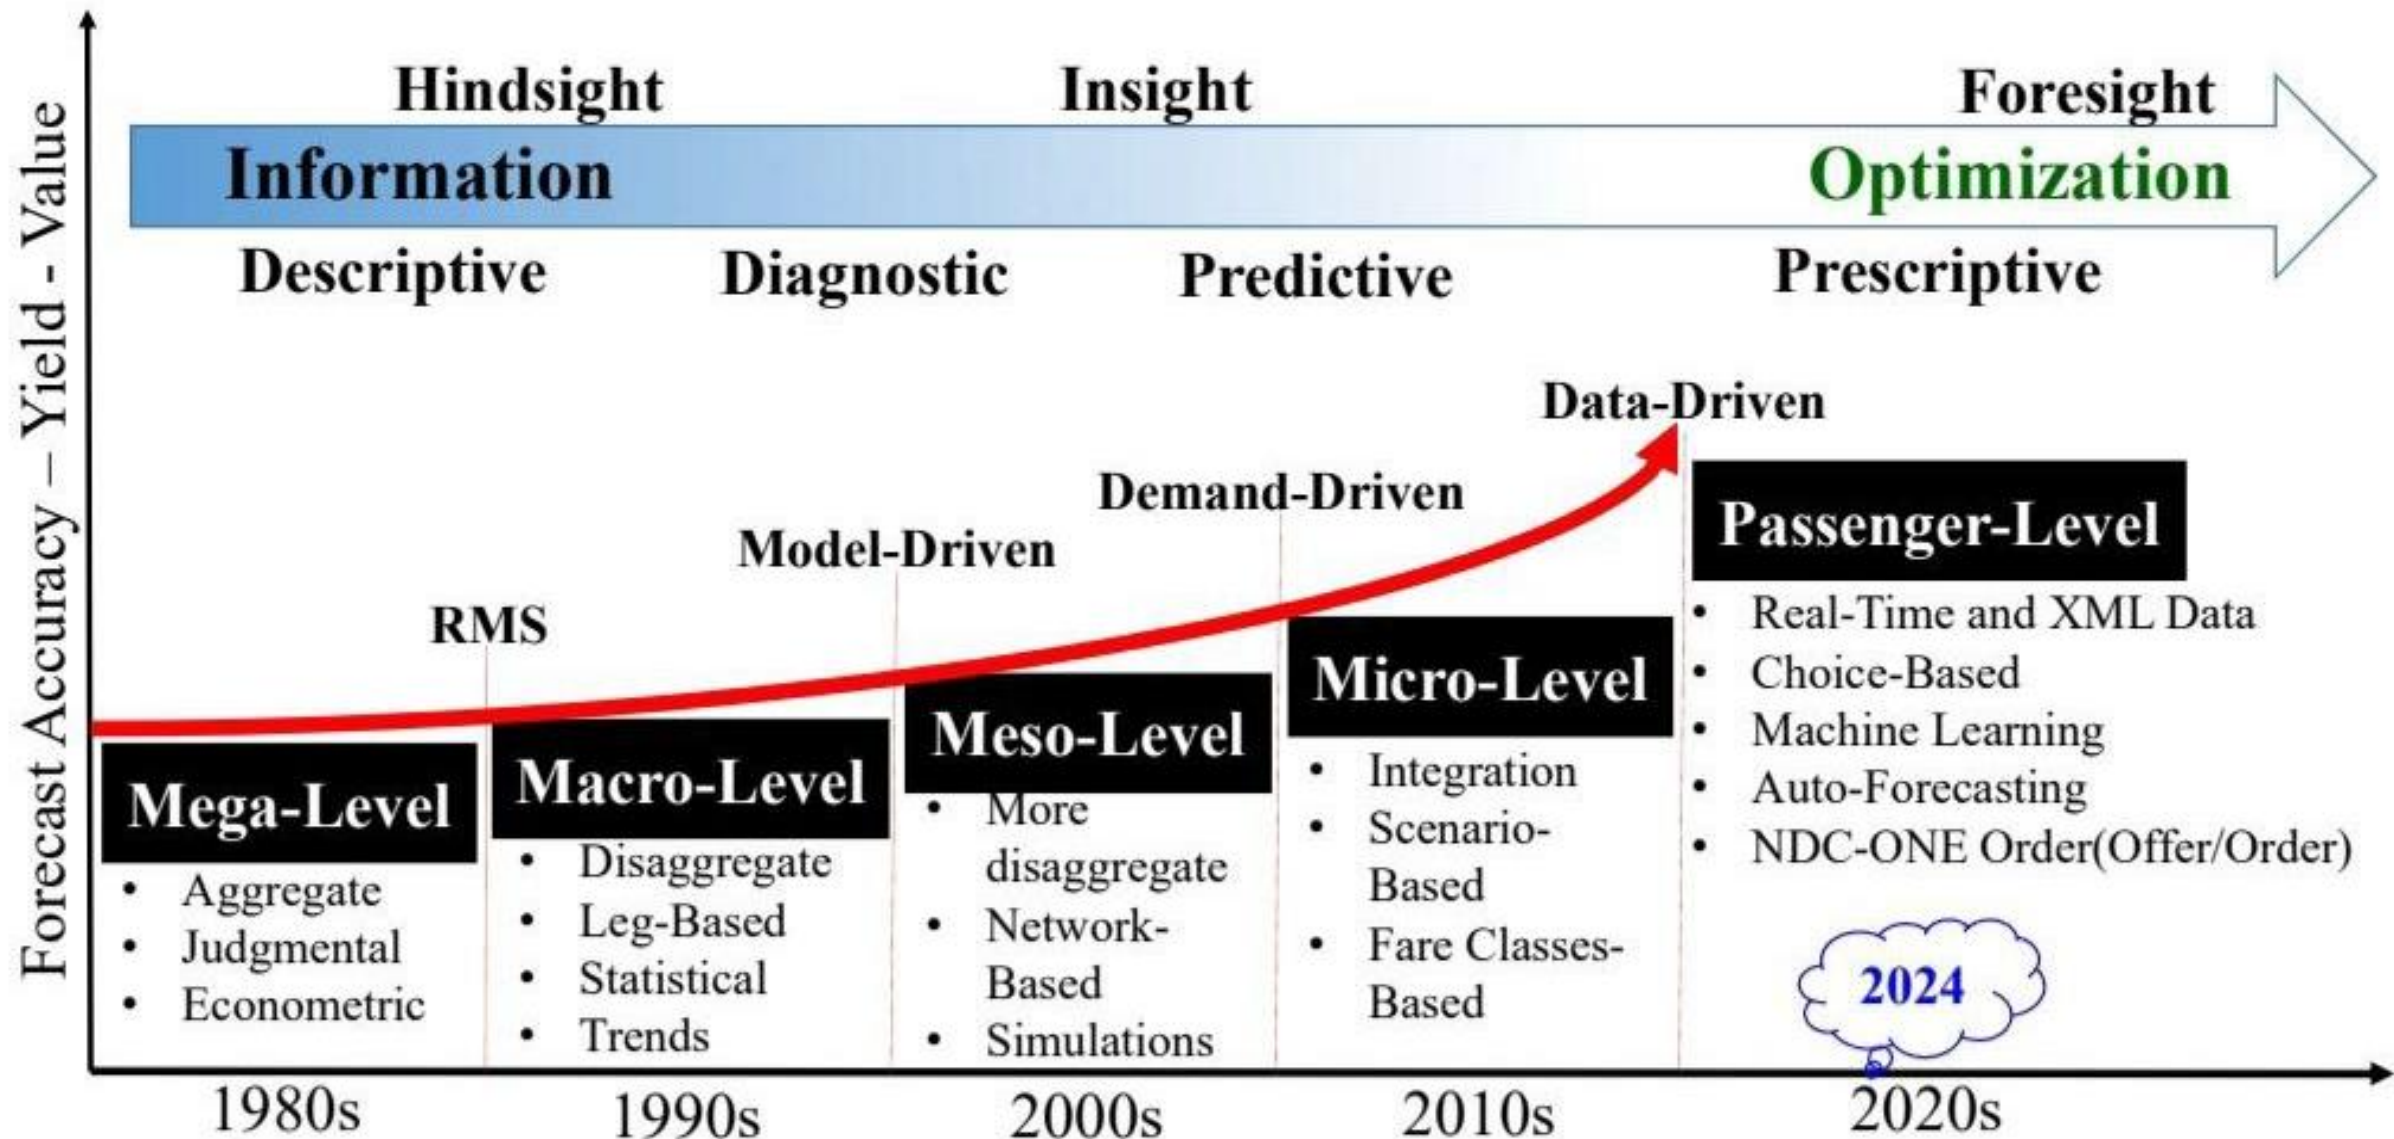 Forecast Accuracy – Yield - Value
Hindsight
Insight
Foresight
Information
Optimization
Descriptive
Diagnostic
Predictive
Prescriptive
RMS
Model-Driven
Demand-Driven
Data-Driven
Mega-Level
• Aggregate
• Judgmental
• Econometric
Macro-Level
• Disaggregate
• Leg-Based
• Statistical
• Trends
Meso-Level
• More
disaggregate
• Network-
Based
• Simulations
Micro-Level
• Integration
• Scenario-
Based
• Fare Classes-
Based
Passenger-Level
• Real-Time and XML Data
• Choice-Based
• Machine Learning
• Auto-Forecasting
• NDC-ONE Order(Offer/Order)
2024
1980s
1990s
2000s
2010s
2020s